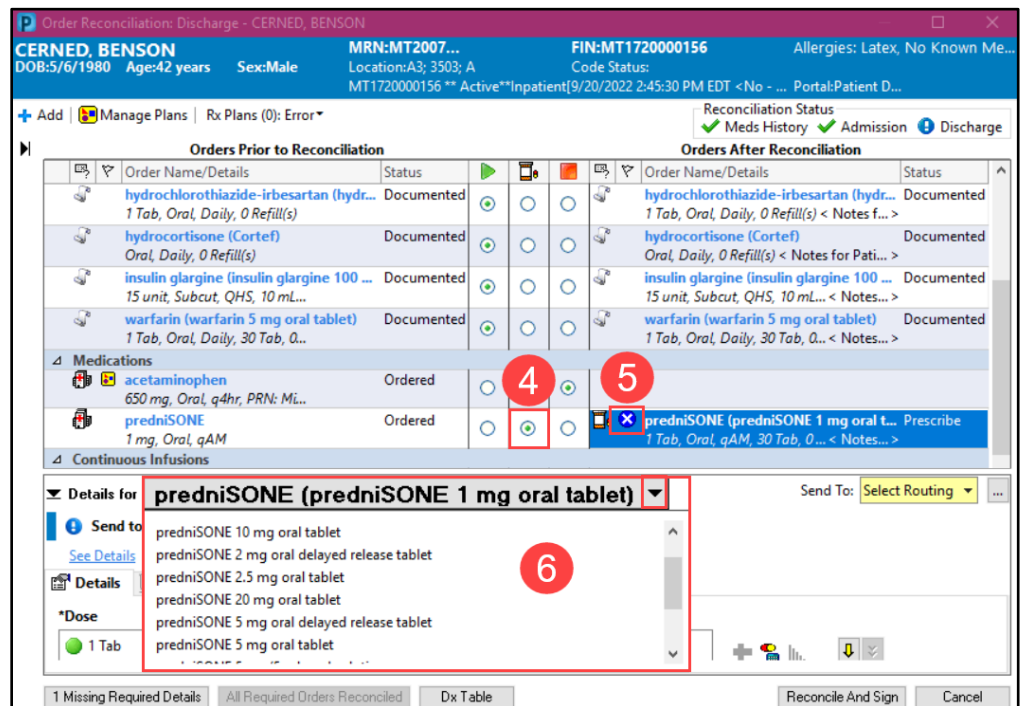 Order Reconciliation: Discharge - CERNED, BENSON
CERNED, BENSON
MRN:MT2007...
FIN:MT1720000156
Allergies: Latex, No Known Me...
DOB:5/6/1980 Age:42 years Sex:Male
Location:A3; 3503; A
Code Status:
MT1720000156 ** Active**Inpatient[9/20/2022 2:45:30 PM EDT <No - ... Portal:Patient D...
Add Manage Plans Rx Plans (0): Error
Reconciliation Status
Meds History Admission Discharge
Orders Prior to Reconciliation
Orders After Reconciliation
Order Name/Details Status Order Name/Details Status
hydrochlorothiazide-irbesartan (hydr... Documented hydrochlorothiazide-irbesartan (hydr... Documented
1 Tab, Oral, Daily, 0 Refill(s) 1 Tab, Oral, Daily, 0 Refill(s) < Notes f... >
hydrocortisone (Cortef) Documented hydrocortisone (Cortef) Documented
Oral, Daily, 0 Refill(s) Oral, Daily, 0 Refill(s) < Notes for Pati... >
insulin glargine (insulin glargine 100 ... Documented insulin glargine (insulin glargine 100 ... Documented
15 unit, Subcut, QHS, 10 mL... 15 unit, Subcut, QHS, 10 mL... < Notes... >
warfarin (warfarin 5 mg oral tablet) Documented warfarin (warfarin 5 mg oral tablet) Documented
1 Tab, Oral, Daily, 30 Tab, 0... 1 Tab, Oral, Daily, 30 Tab, 0... < Notes... >
Medications
acetaminophen Ordered
650 mg, Oral, q4hr, PRN: Mi...
4
5
predniSONE Ordered predniSONE (predniSONE 1 mg oral t... Prescribe
1 mg, Oral, qAM 1 Tab, Oral, qAM, 30 Tab, 0... < Notes... >
Continuous Infusions
Details for predniSONE (predniSONE 1 mg oral tablet)
Send To: Select Routing ...
Send to
See Details
Details
*Dose
1 Tab
predniSONE 10 mg oral tablet
predniSONE 2 mg oral delayed release tablet
predniSONE 2.5 mg oral tablet
predniSONE 20 mg oral tablet
predniSONE 5 mg oral delayed release tablet
predniSONE 5 mg oral tablet
6
1 Missing Required Details All Required Orders Reconciled Dx Table Reconcile And Sign Cancel